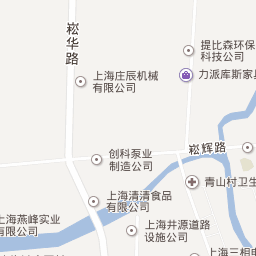 崧华路
提比森环保
科技公司
力派库斯家具
上海庄辰机械
有限公司
崧辉路
创科泵业
制造公司
青山村卫生
上海清清食品
有限公司
上海燕峰实业
有限公司
上海井源道路
设施公司
上海三相电